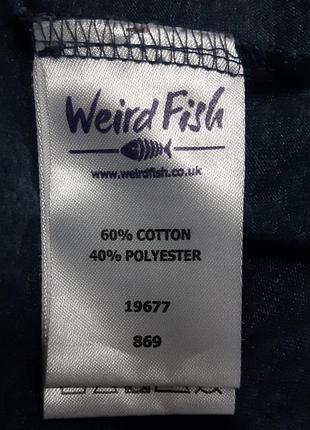 Weird Fish
www.weirdfish.co.uk
60% COTTON
40% POLYESTER
19677
869